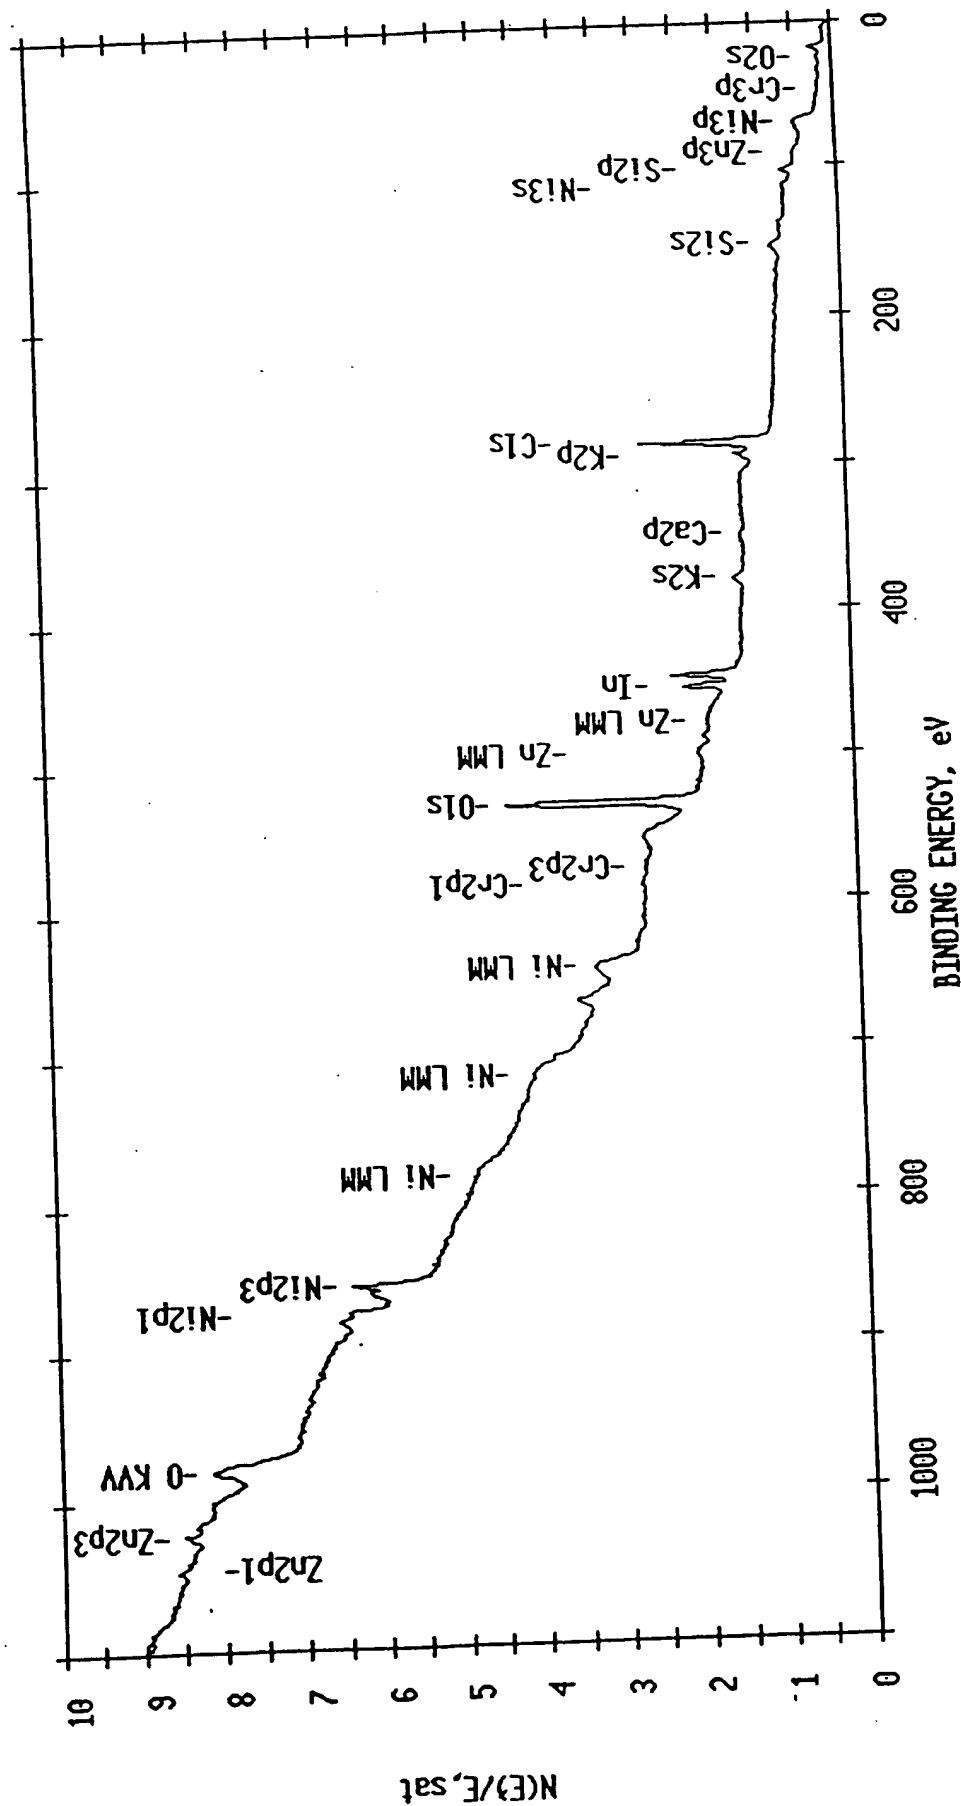 N(E)/E,sat
10
9
8
7
6
5
4
3
2
1
0
-Zn2p3
Zn2p1-
-O KVV
-Ni2p1
-Ni2p3
-Ni LMM
-Ni LMM
-Ni LMM
-Cr2p1
-Cr2p3
-O1s
-Zn LMM
-Zn LMM
-In
-K2s
-Ca2p
-K2p
-C1s
-Si2s
-Ni3s
-Si2p
-Zn3p
-Ni3p
-Cr3p
-O2s
1000
800
600
400
200
0
BINDING ENERGY, eV